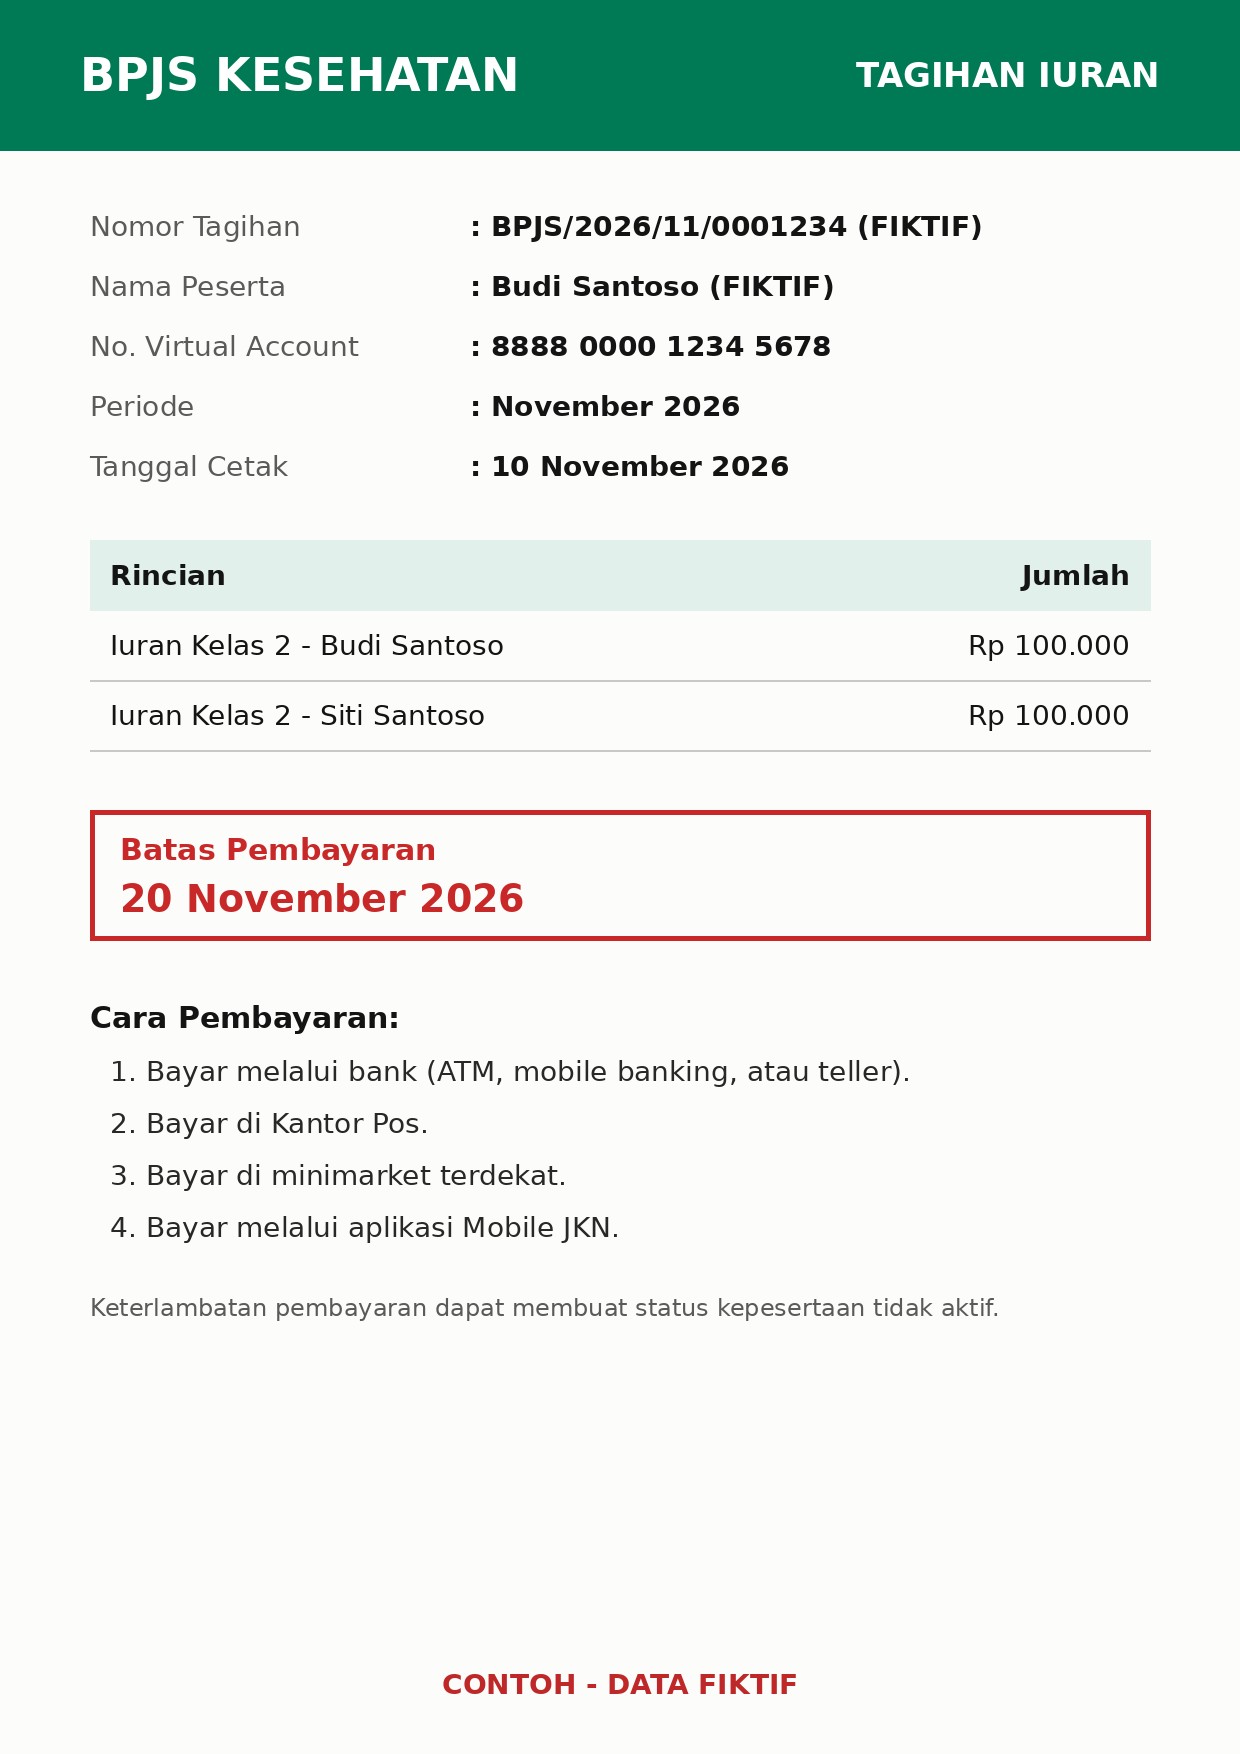 BPJS KESEHATAN TAGIHAN IURAN
Nomor Tagihan : BPJS/2026/11/0001234 (FIKTIF)
Nama Peserta : Budi Santoso (FIKTIF)
No. Virtual Account : 8888 0000 1234 5678
Periode : November 2026
Tanggal Cetak : 10 November 2026
Rincian Jumlah
Iuran Kelas 2 - Budi Santoso Rp 100.000
Iuran Kelas 2 - Siti Santoso Rp 100.000
Batas Pembayaran
20 November 2026
Cara Pembayaran:
1. Bayar melalui bank (ATM, mobile banking, atau teller).
2. Bayar di Kantor Pos.
3. Bayar di minimarket terdekat.
4. Bayar melalui aplikasi Mobile JKN.
Keterlambatan pembayaran dapat membuat status kepesertaan tidak aktif.
CONTOH - DATA FIKTIF